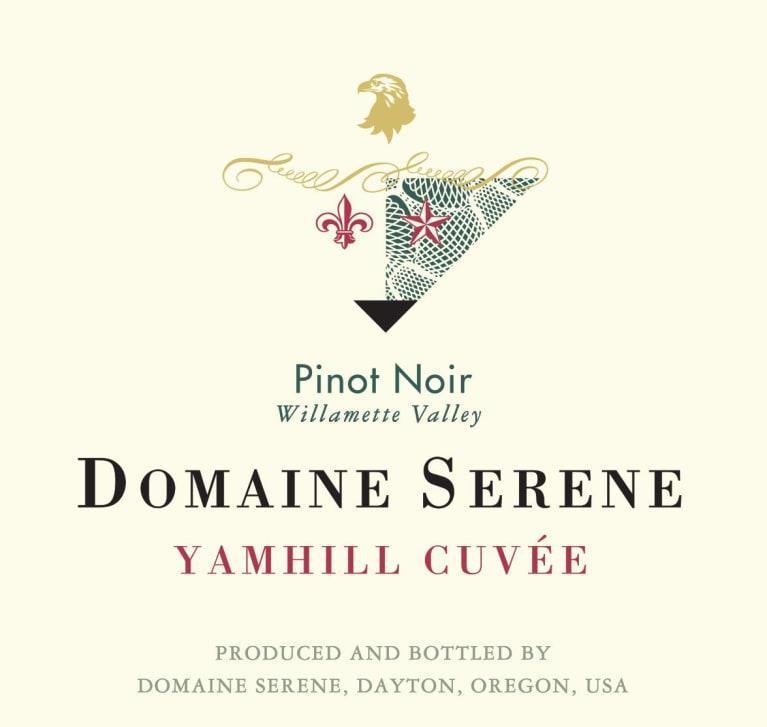 Pinot Noir
Willamette Valley
DOMAINE SERENE
YAMHILL CUVÉE
PRODUCED AND BOTTLED BY
DOMAINE SERENE, DAYTON, OREGON, USA